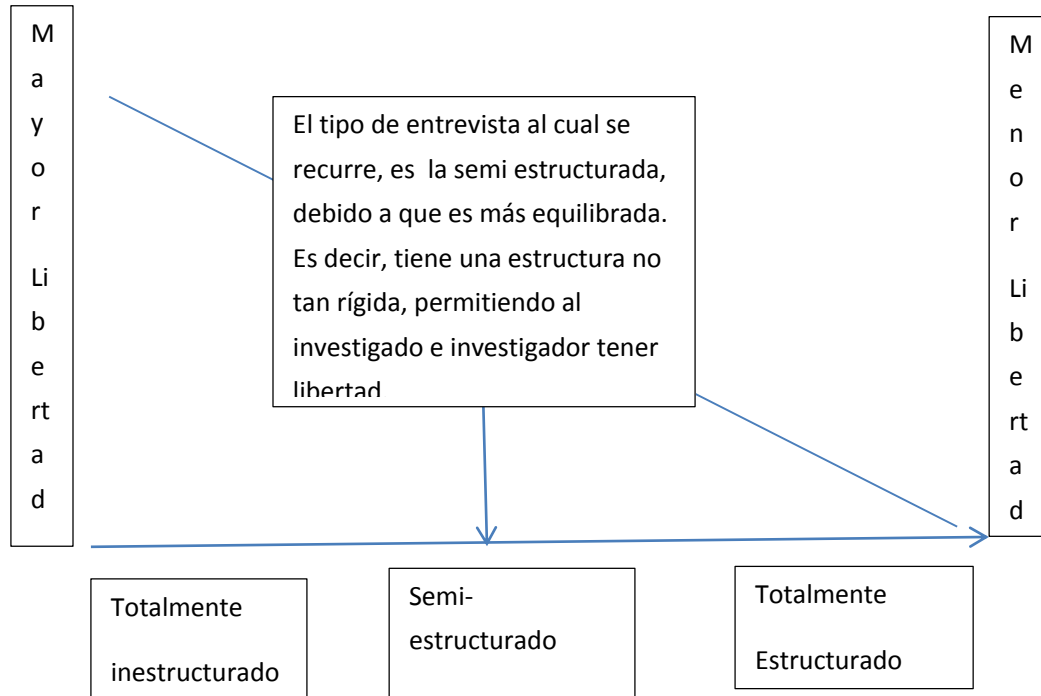 M
a
y
o
r
Li
b
e
rt
a
d
El tipo de entrevista al cual se
recurre, es la semi estructurada,
debido a que es más equilibrada.
Es decir, tiene una estructura no
tan rígida, permitiendo al
investigado e investigador tener
libertad
M
e
n
o
r
Li
b
e
rt
a
d
Totalmente
inestructurado
Semi-
estructurado
Totalmente
Estructurado